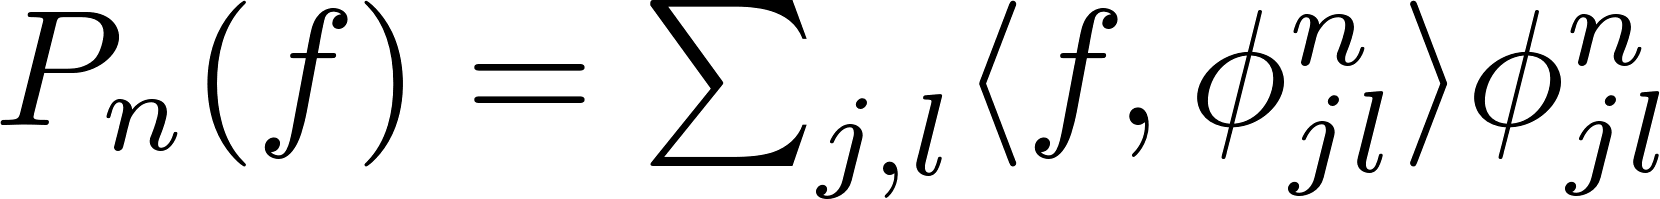 $P_n(f) = \sum_{j,l} \langle f, \phi_{jl}^n \rangle \phi_{jl}^n$